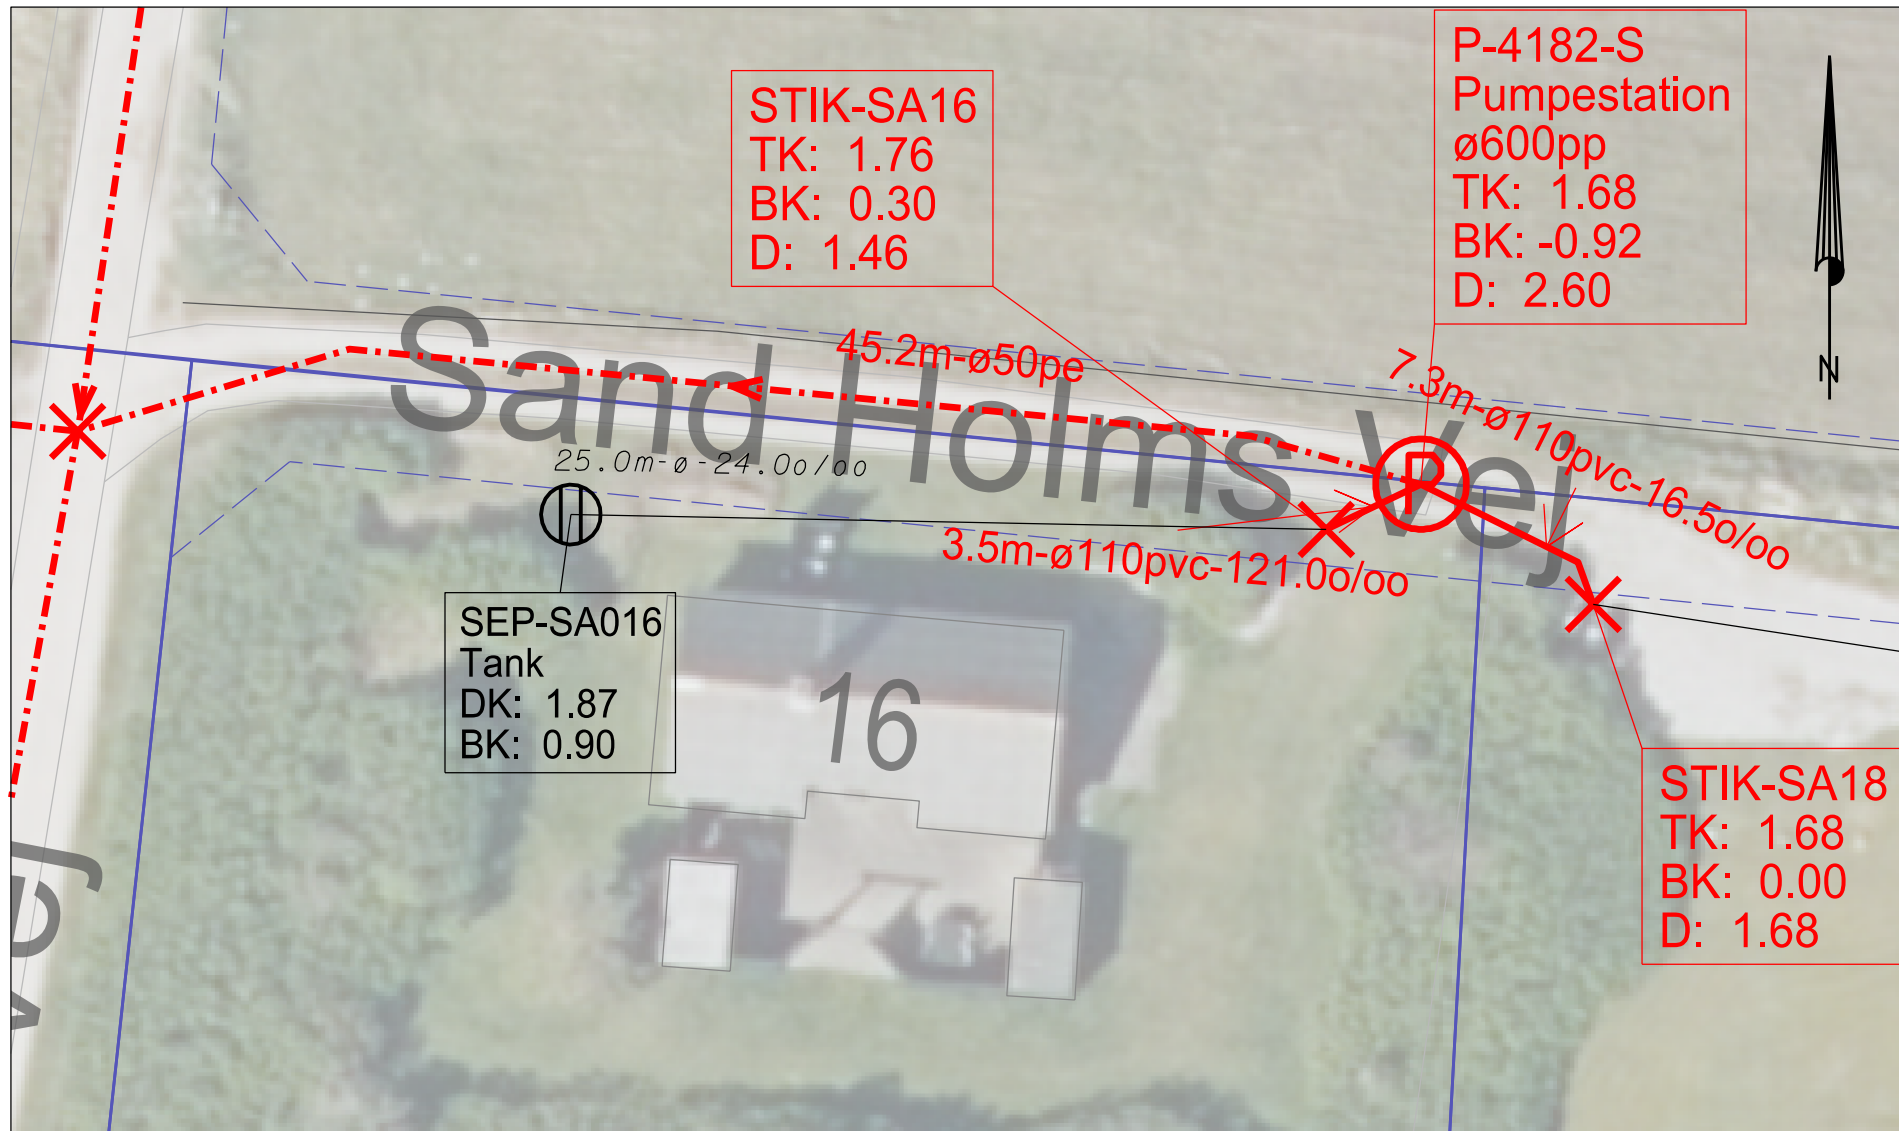 P-4182-S
Pumpestation
ø600pp
TK: 1.68
BK: -0.92
D: 2.60
STIK-SA16
TK: 1.76
BK: 0.30
D: 1.46
N
Sand Holms Vej
45.2m-ø50pe
7.3m-ø110pvc-16.5o/oo
P
25.0m-ø-24.0o/oo
3.5m-ø110pvc-121.0o/oo
SEP-SA016
Tank
DK: 1.87
BK: 0.90
16
STIK-SA18
TK: 1.68
BK: 0.00
D: 1.68
vej